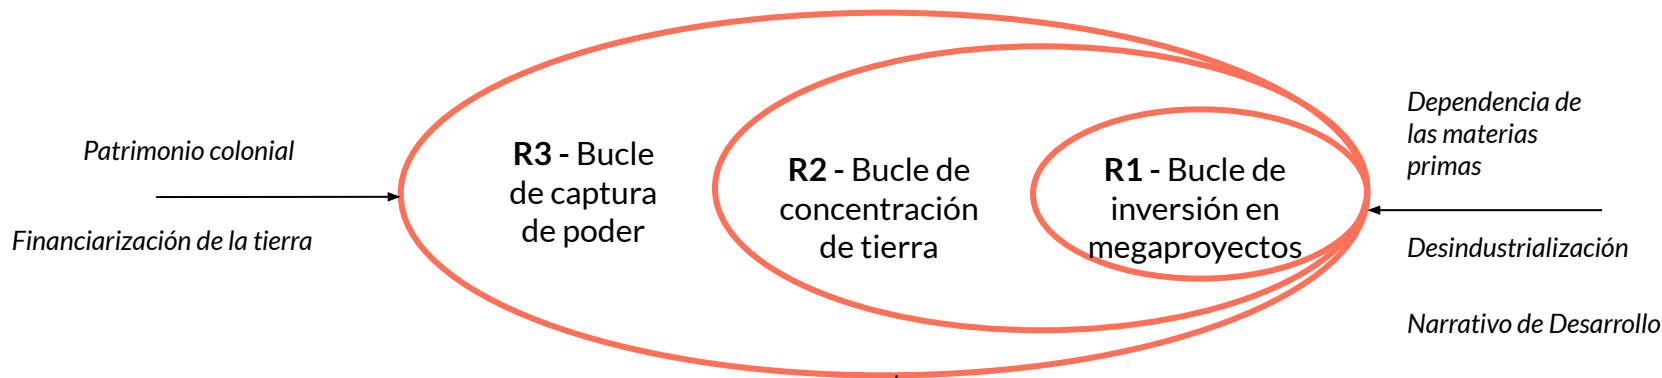 Patrimonio colonial
Financiarización de la tierra
R3 - Bucle
de captura
de poder
R2 - Bucle de
concentración
de tierra
R1 - Bucle de
inversión en
megaproyectos
Dependencia de
las materias
primas
Desindustrialización
Narrativo de Desarrollo